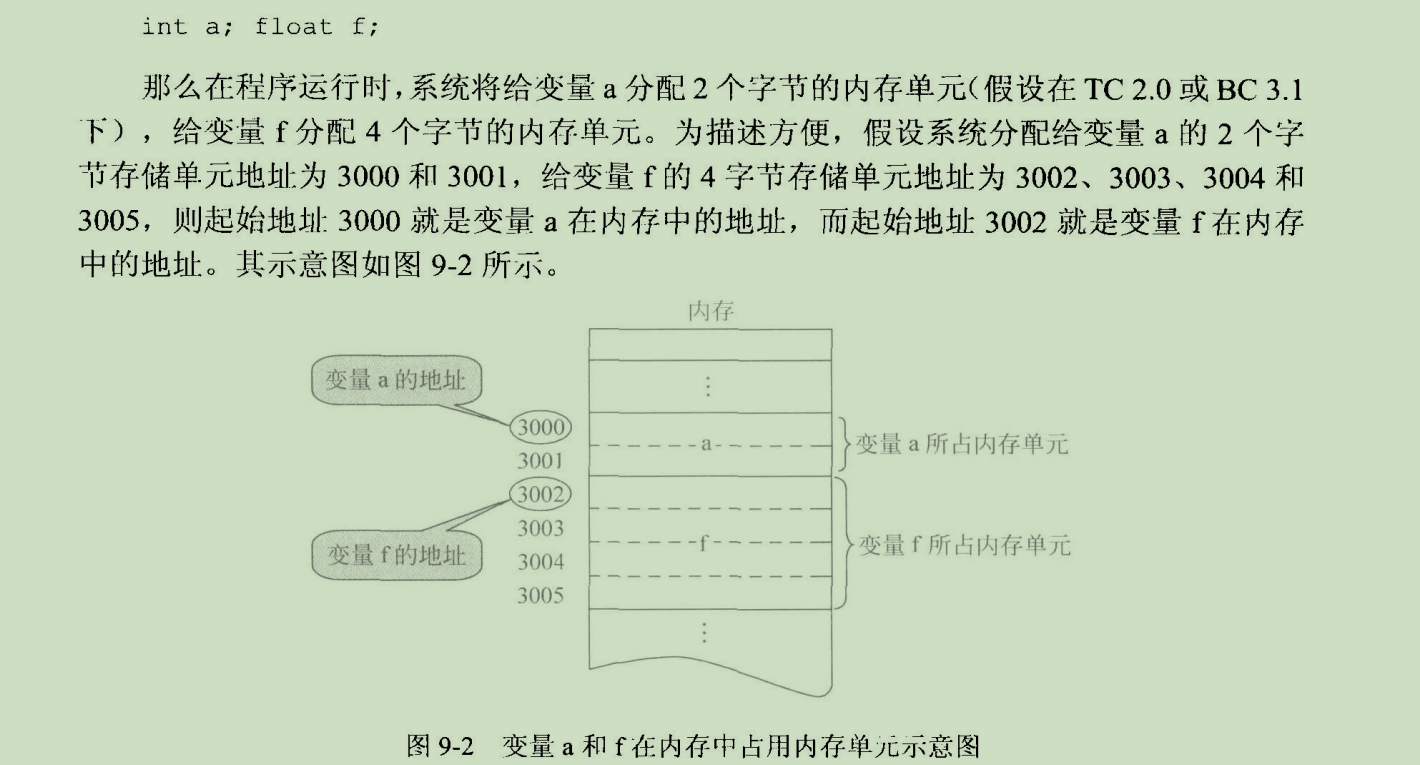 int a; float f;
那么在程序运行时，系统将给变量 a 分配 2 个字节的内存单元（假设在 TC 2.0 或 BC 3.1
下），给变量 f 分配 4 个字节的内存单元。为描述方便，假设系统分配给变量 a 的 2 个字
节存储单元地址为 3000 和 3001，给变量 f 的 4 字节存储单元地址为 3002、3003、3004 和
3005，则起始地址 3000 就是变量 a 在内存中的地址，而起始地址 3002 就是变量 f 在内存
中的地址。其示意图如图 9-2 所示。
内存
变量 a 的地址
⋮
3000
a
变量 a 所占内存单元
3001
3002
3003
f
变量 f 所占内存单元
变量 f 的地址
3004
3005
⋮
图 9-2 变量 a 和 f 在内存中占用内存单元示意图